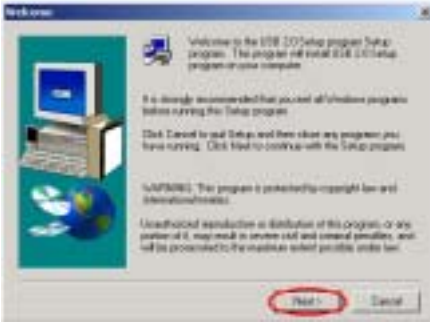 Welcome
Welcome to the USB 2.0 Setup program Setup
program. This program will install USB 2.0 Setup
program on your computer.
It is strongly recommended that you exit all Windows programs
before running this Setup program.
Click Cancel to quit Setup and then close any programs you
have running. Click Next to continue with the Setup program.
WARNING: This program is protected by copyright law and
international treaties.
Unauthorized reproduction or distribution of this program, or any
portion of it, may result in severe civil and criminal penalties, and
will be prosecuted to the maximum extent possible under law.
Next >
Cancel